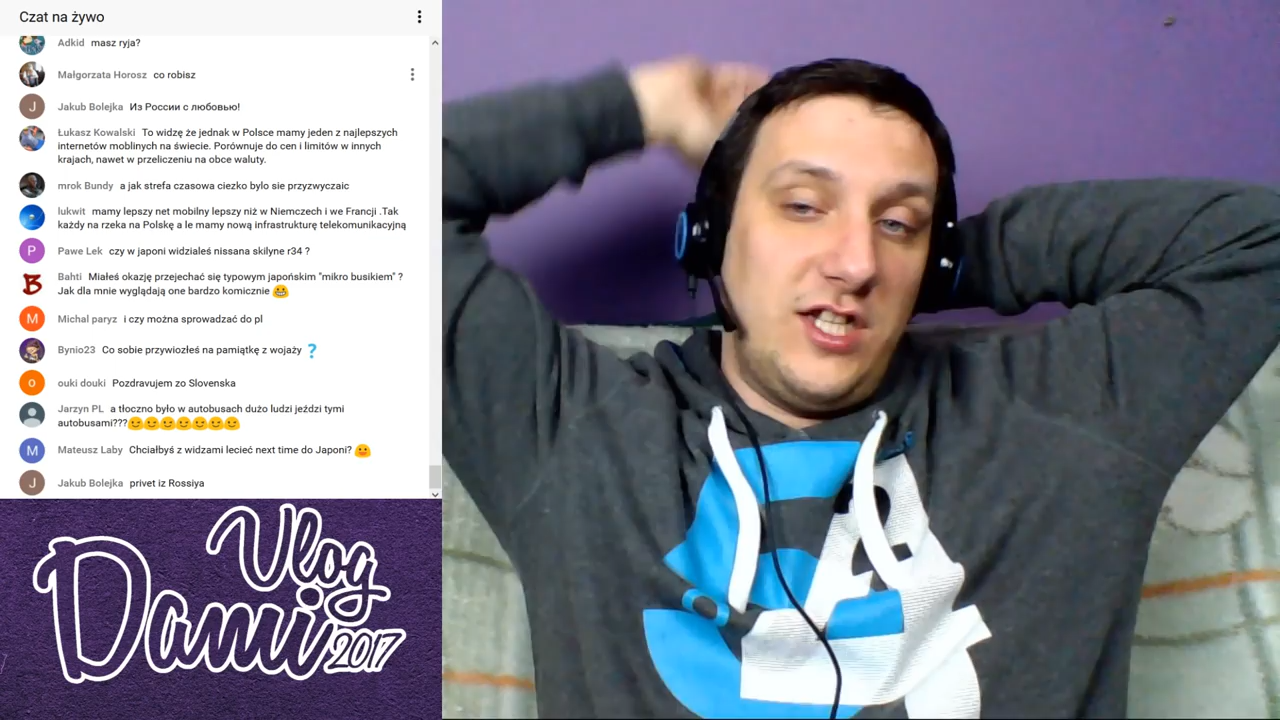 Czat na żywo
Adkid masz ryja?
Małgorzata Horosz co robisz
Jakub Bolejka Из России с любовью!
Łukasz Kowalski To widzę że jednak w Polsce mamy jeden z najlepszych
internetów moblinych na świecie. Porównuje do cen i limitów w innych
krajach, nawet w przeliczeniu na obce waluty.
mrok Bundy a jak strefa czasowa ciezko bylo sie przyzwyczaic
lukwit mamy lepszy net mobilny lepszy niż w Niemczech i we Francji .Tak
każdy na rzeka na Polskę a le mamy nową infrastrukturę telekomunikacyjną
Pawe Lek czy w japoni widzialeś nissana skilyne r34 ?
Bahti Miałeś okazję przejechać się typowym japońskim "mikro busikiem" ?
Jak dla mnie wyglądają one bardzo komicznie 😁
Michal paryz i czy można sprowadzać do pl
Bynio23 Co sobie przywiozłeś na pamiątkę z wojaży ❔
ouki douki Pozdravujem zo Slovenska
Jarzyn PL a tłoczno było w autobusach dużo ludzi jeździ tymi
autobusami???😏😏😏😏😏😏😏
Mateusz Laby Chciałbyś z widzami lecieć next time do Japoni? 🙂
Jakub Bolejka privet iz Rossiya
Vlog
Dami
2017